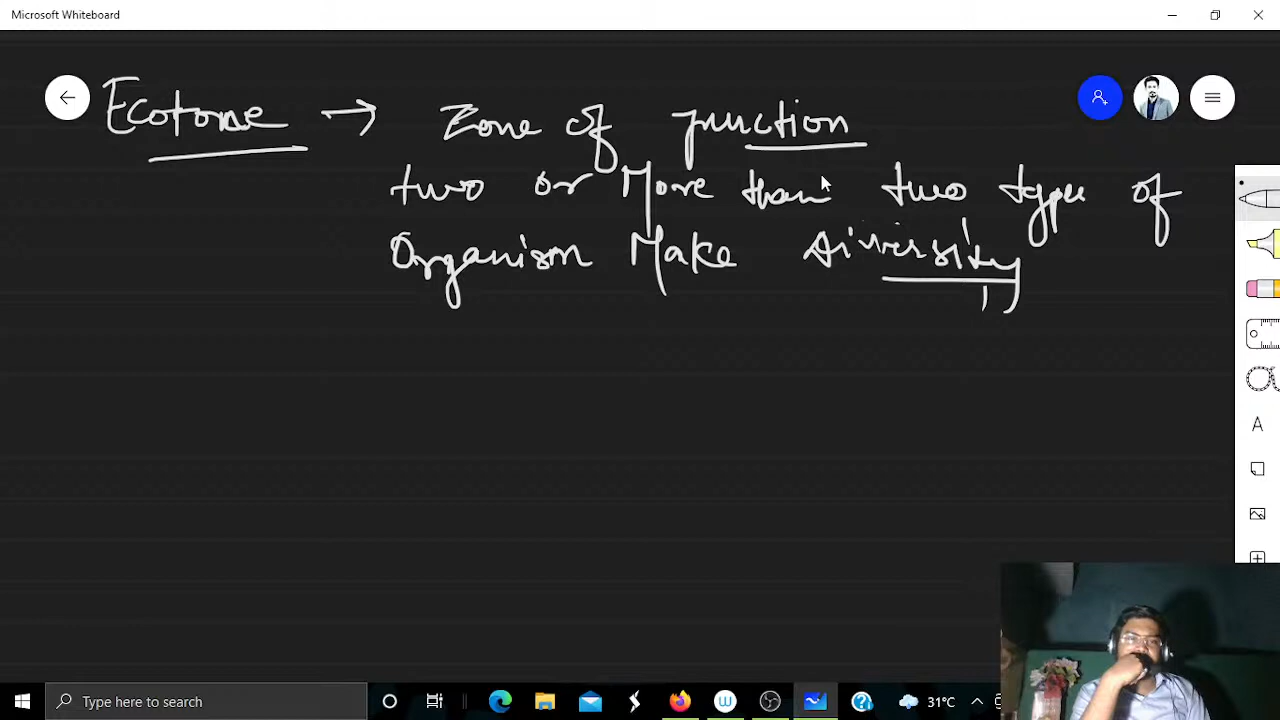 Microsoft Whiteboard
Ecotone → Zone of junction
two or More than two type of
Organism Make diversity
A
Type here to search
31°C